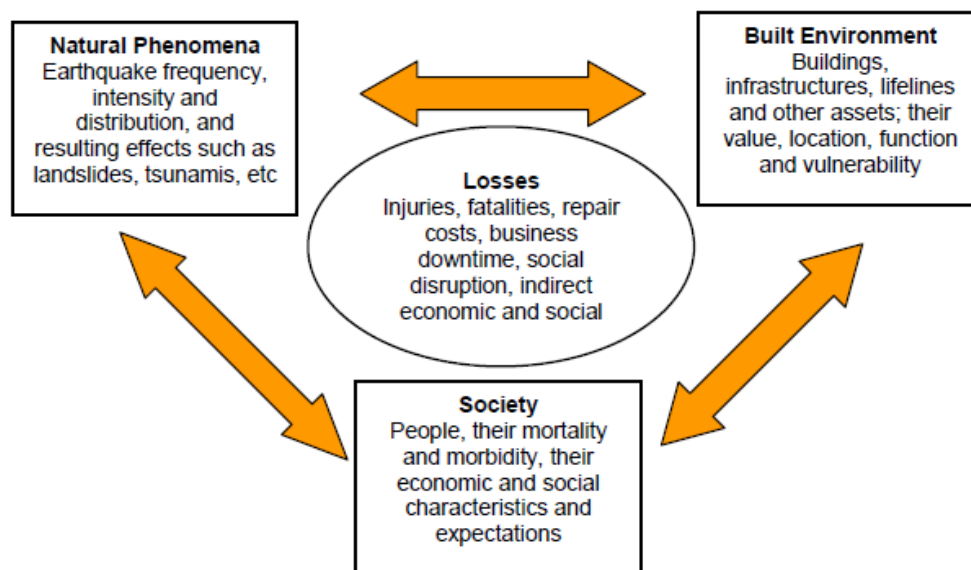 Natural Phenomena
Earthquake frequency,
intensity and
distribution, and
resulting effects such as
landslides, tsunamis, etc
Built Environment
Buildings,
infrastructures, lifelines
and other assets; their
value, location, function
and vulnerability
Losses
Injuries, fatalities, repair
costs, business
downtime, social
disruption, indirect
economic and social
Society
People, their mortality
and morbidity, their
economic and social
characteristics and
expectations